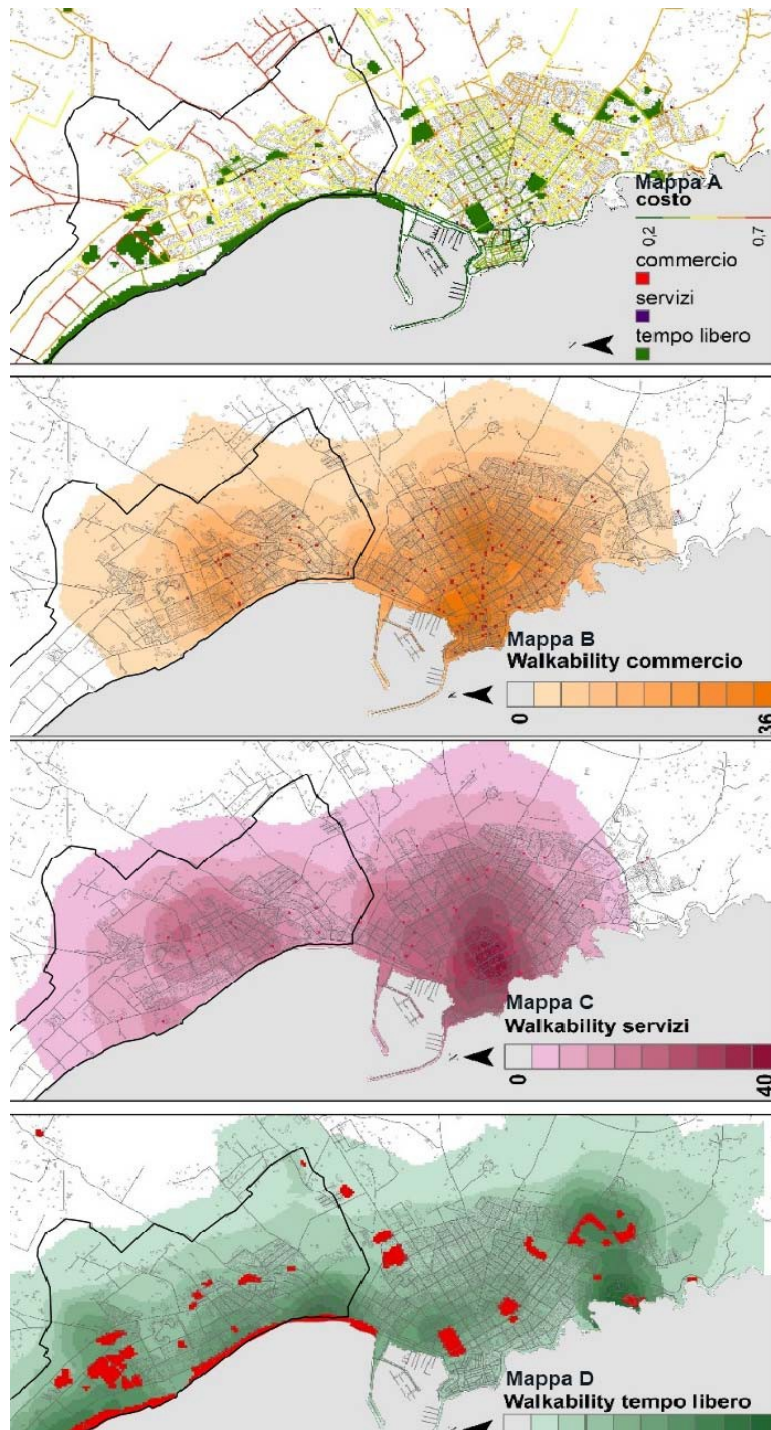 Mappa A
costo
0,2
0,7
commercio
servizi
tempo libero
Mappa B
Walkability commercio
0
36
Mappa C
Walkability servizi
0
40
Mappa D
Walkability tempo libero